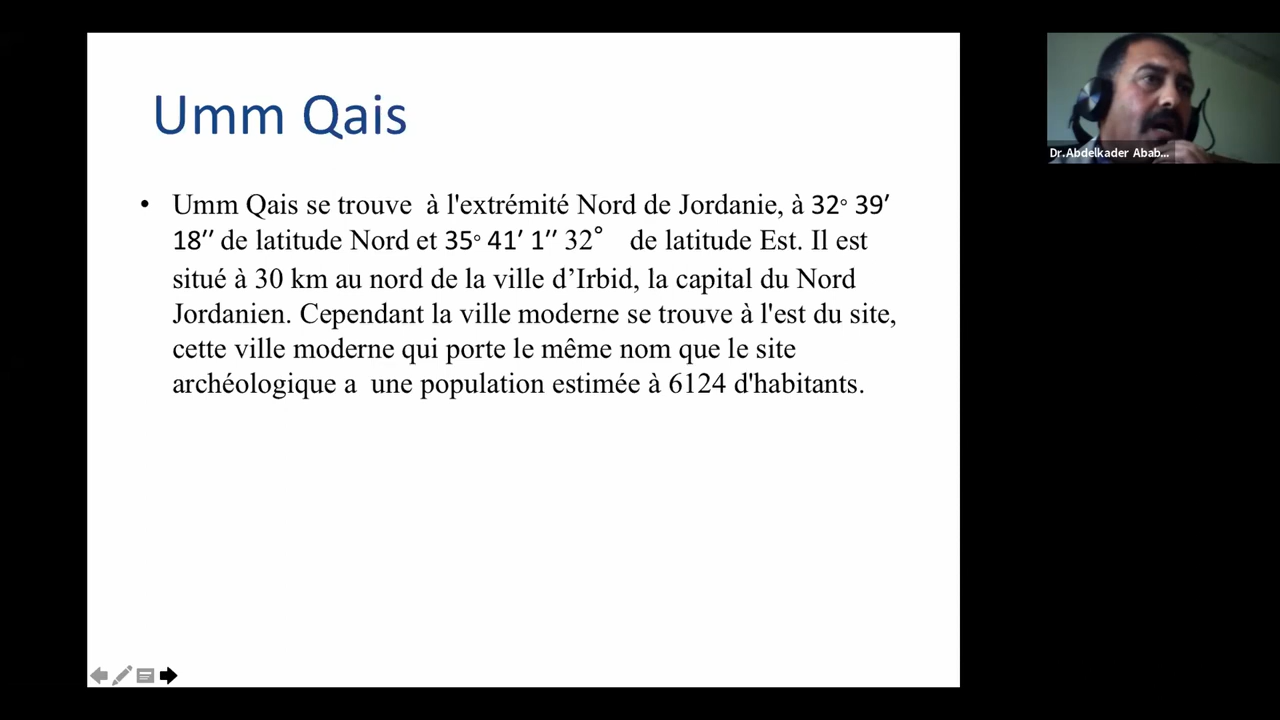 Umm Qais
• Umm Qais se trouve à l'extrémité Nord de Jordanie, à 32° 39′
18′′ de latitude Nord et 35° 41′ 1′′ 32° de latitude Est. Il est
situé à 30 km au nord de la ville d’Irbid, la capital du Nord
Jordanien. Cependant la ville moderne se trouve à l'est du site,
cette ville moderne qui porte le même nom que le site
archéologique a une population estimée à 6124 d'habitants.
Dr.Abdelkader Abab...